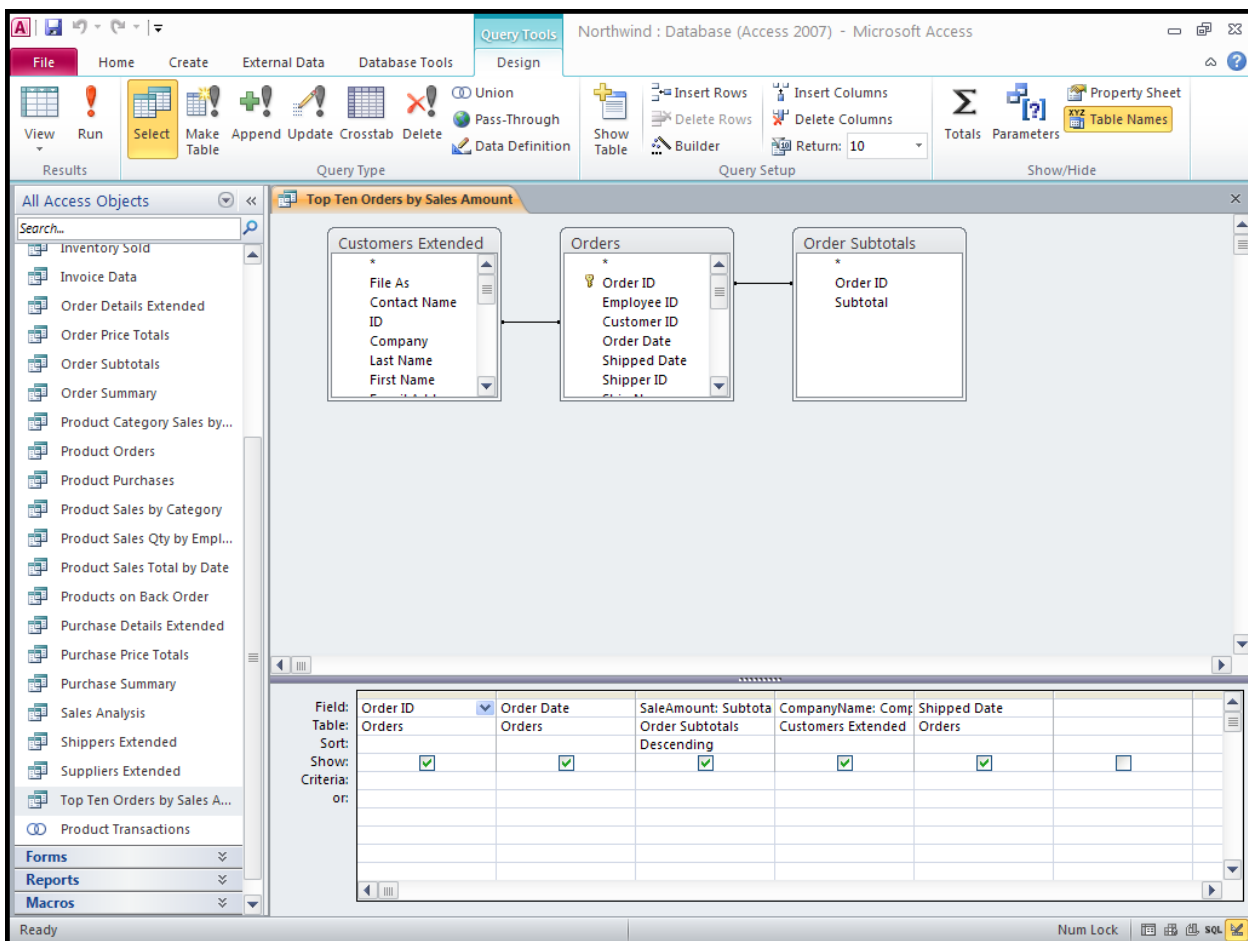 Query Tools
Northwind : Database (Access 2007) - Microsoft Access
File Home Create External Data Database Tools Design
View
Run
Select
Make Table
Append
Update
Crosstab
Delete
Union
Pass-Through
Data Definition
Show Table
Insert Rows
Delete Rows
Builder
Insert Columns
Delete Columns
Return: 10
Totals
Parameters
Property Sheet
Table Names
Results
Query Type
Query Setup
Show/Hide
All Access Objects
Search...
Inventory Sold
Invoice Data
Order Details Extended
Order Price Totals
Order Subtotals
Order Summary
Product Category Sales by...
Product Orders
Product Purchases
Product Sales by Category
Product Sales Qty by Empl...
Product Sales Total by Date
Products on Back Order
Purchase Details Extended
Purchase Price Totals
Purchase Summary
Sales Analysis
Shippers Extended
Suppliers Extended
Top Ten Orders by Sales A...
Product Transactions
Forms
Reports
Macros
Top Ten Orders by Sales Amount
Customers Extended
*
File As
Contact Name
ID
Company
Last Name
First Name
Orders
*
Order ID
Employee ID
Customer ID
Order Date
Shipped Date
Shipper ID
Order Subtotals
*
Order ID
Subtotal
Field: Order ID Order Date SaleAmount: Subtota CompanyName: Comp Shipped Date
Table: Orders Orders Order Subtotals Customers Extended Orders
Sort: Descending
Show:
Criteria:
or:
Ready
Num Lock
SQL